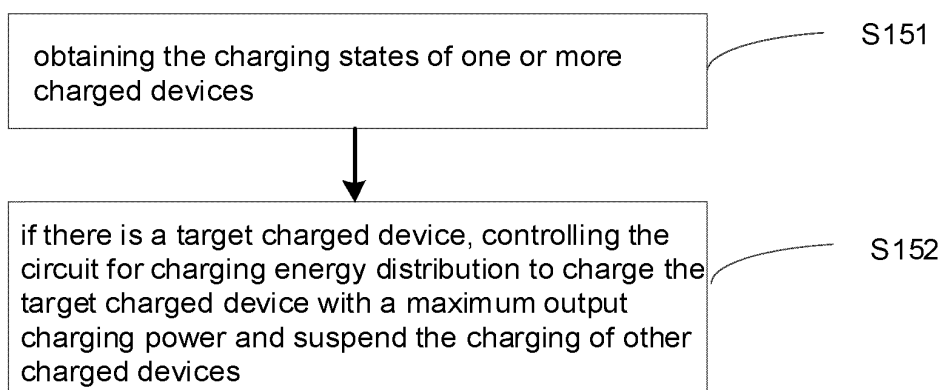 obtaining the charging states of one or more
charged devices
S151
if there is a target charged device, controlling the
circuit for charging energy distribution to charge the
target charged device with a maximum output
charging power and suspend the charging of other
charged devices
S152